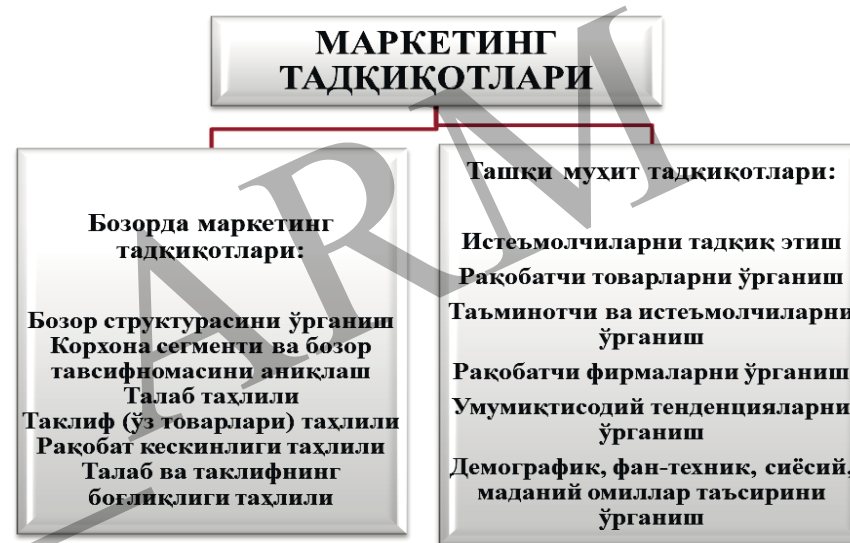 МАРКЕТИНГ
ТАДҚИҚОТЛАРИ
Бозорда маркетинг
тадқиқотлари:
Бозор структурасини ўрганиш
Корхона сегменти ва бозор
тавсифномасини аниқлаш
Талаб таҳлили
Таклиф (ўз товарлари) таҳлили
Рақобат кескинлиги таҳлили
Талаб ва таклифнинг
боғлиқлиги таҳлили
Ташқи муҳит тадқиқотлари:
Истеъмолчиларни тадқиқ этиш
Рақобатчи товарларни ўрганиш
Таъминотчи ва истеъмолчиларни
ўрганиш
Рақобатчи фирмаларни ўрганиш
Умумиқтисодий тенденцияларни
ўрганиш
Демографик, фан-техник, сиёсий,
маданий омиллар таъсирини
ўрганиш
ARM